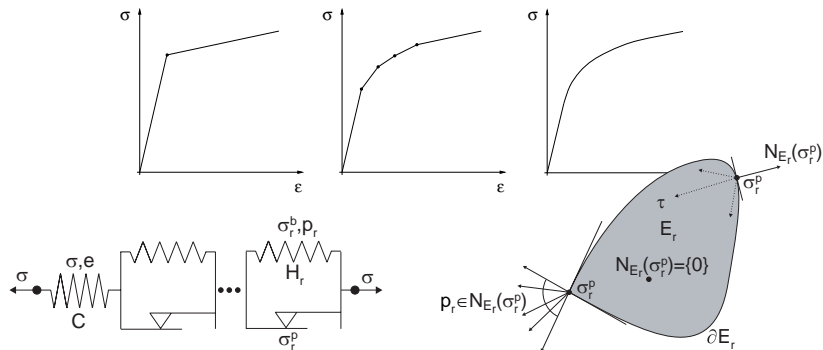 σ
ε
σ
ε
σ
N_{E_r}(σ_r^p)
σ_r^p
τ
E_r
N_{E_r}(σ_r^p)={0}
σ_r^p
p_r∈N_{E_r}(σ_r^p)
∂E_r
σ_r^b,p_r
σ
σ,e
C
H_r
σ
σ_r^p